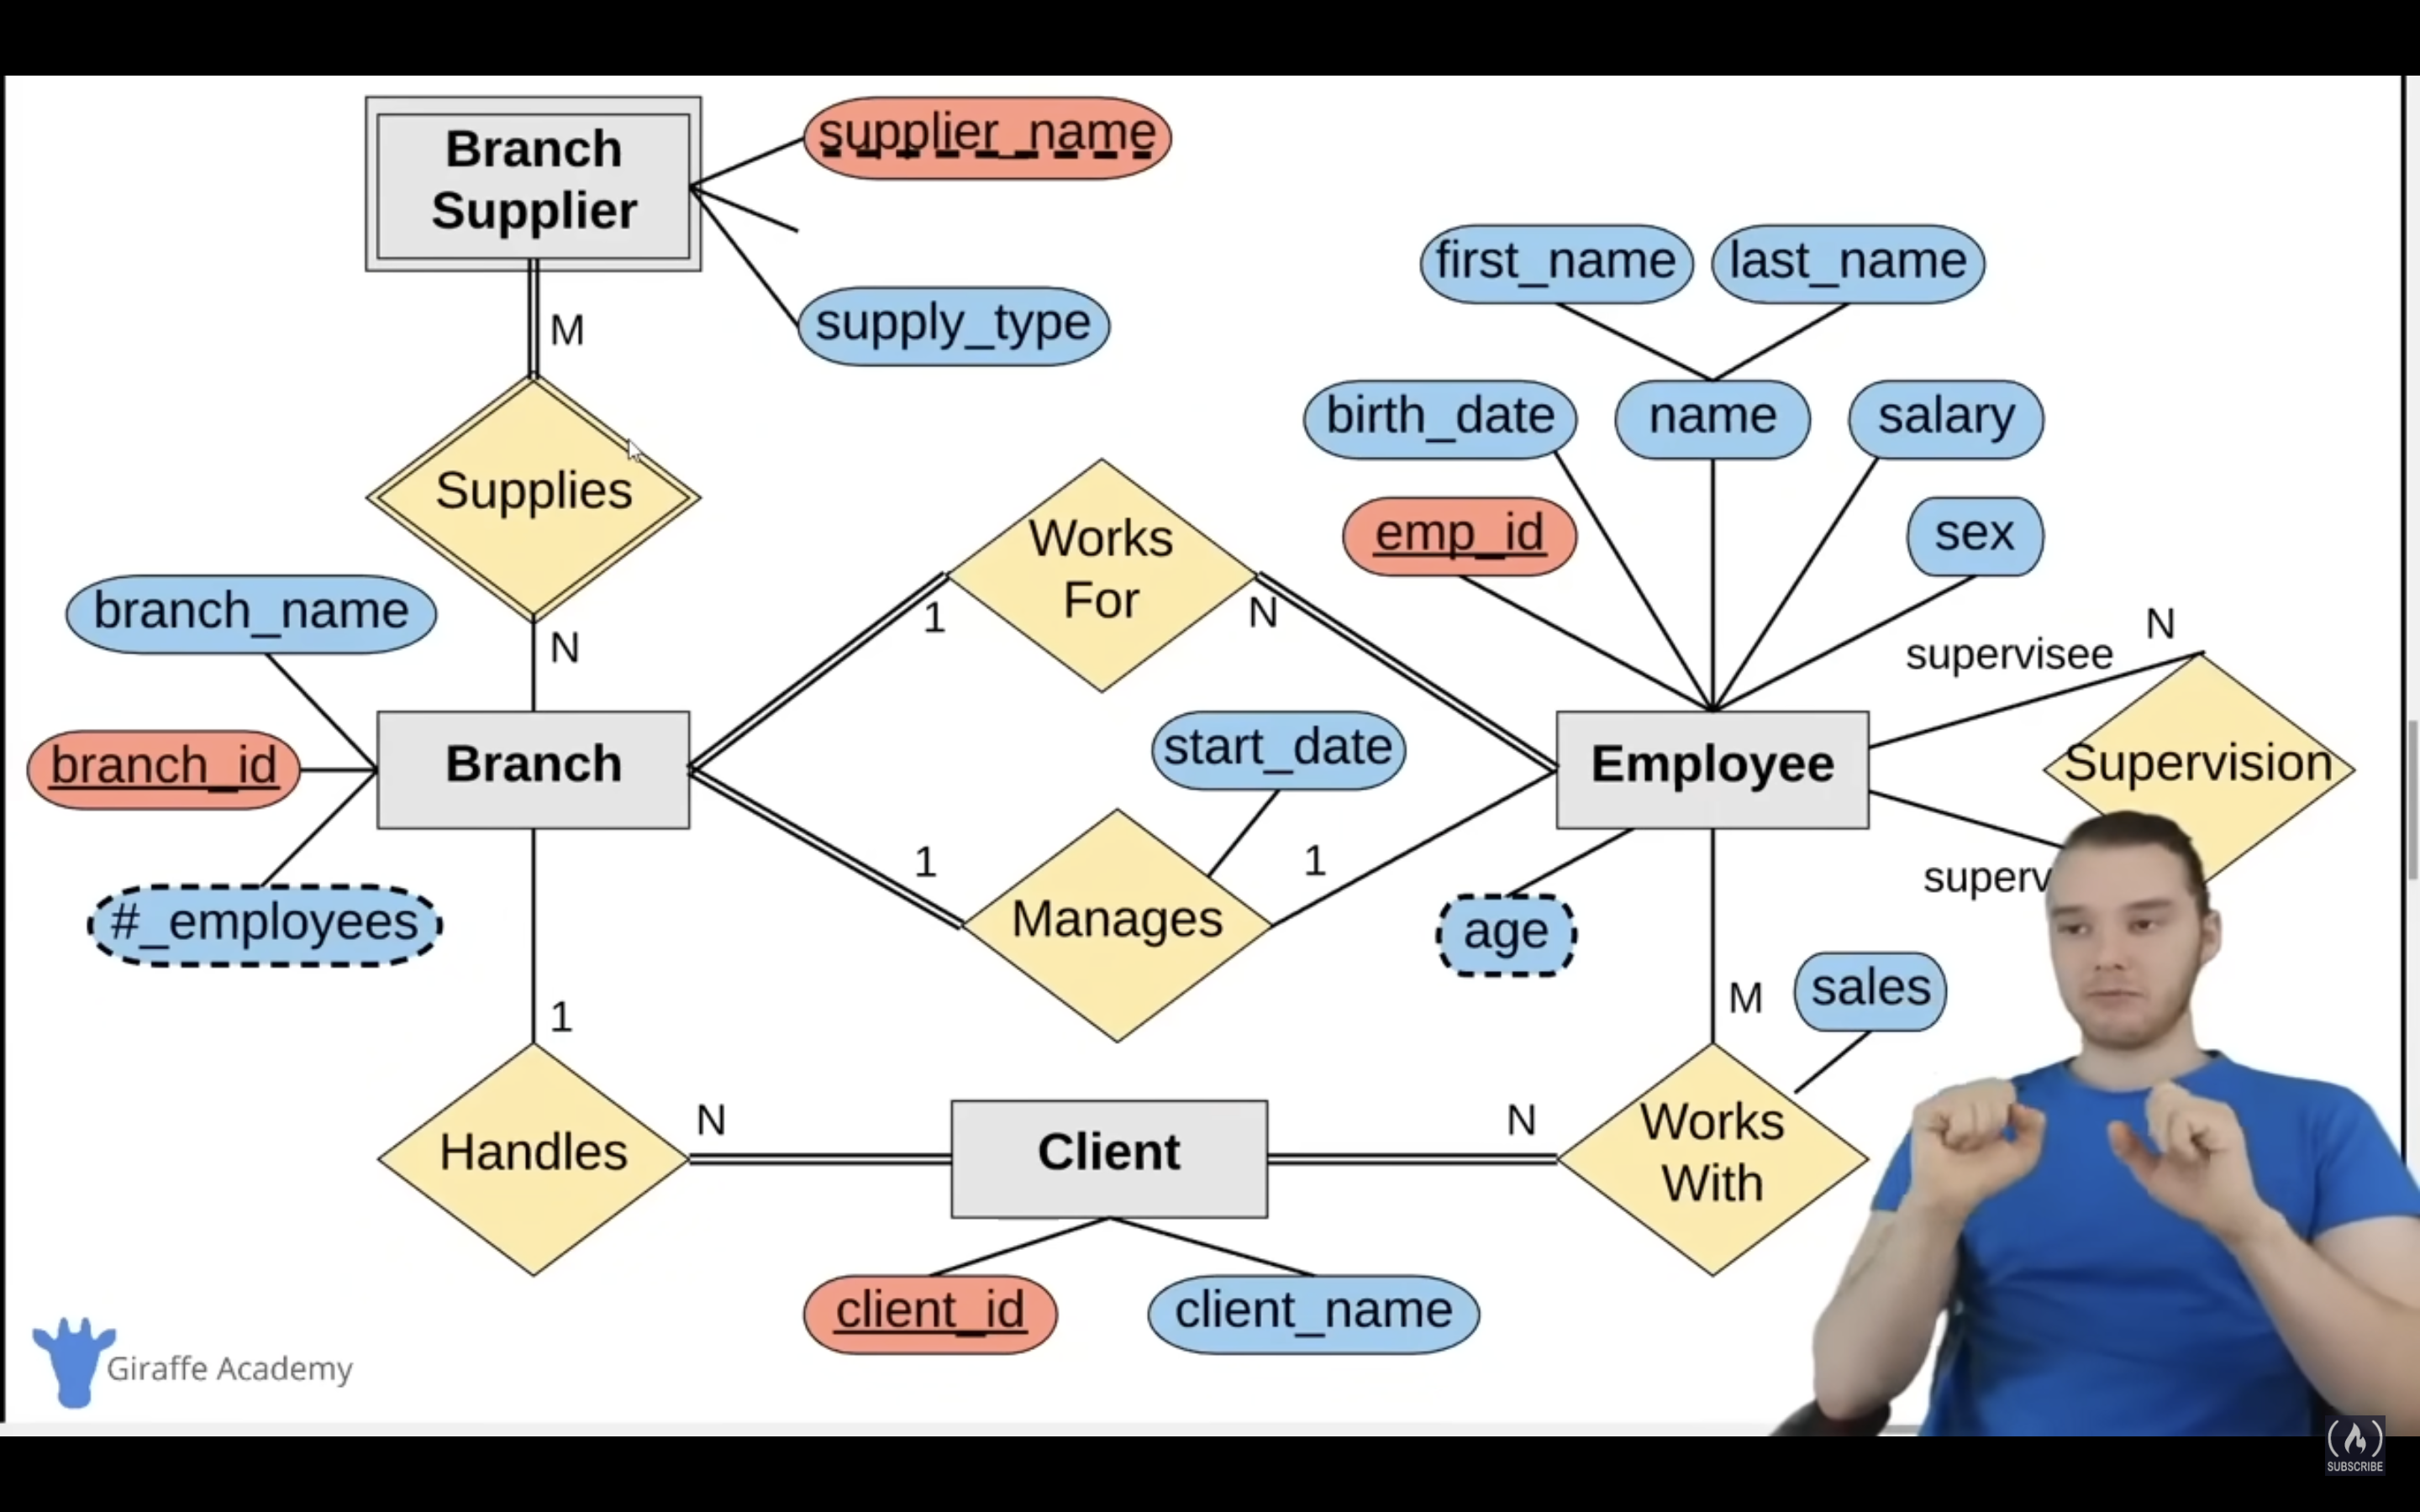 Branch
Supplier
supplier_name
supply_type
M
Supplies
N
first_name
last_name
birth_date
name
salary
emp_id
sex
Works
For
1
N
supervisee
N
branch_name
branch_id
Branch
#_employees
start_date
Employee
Supervision
1
Manages
1
age
superv
M
sales
1
Handles
N
Client
N
Works
With
client_id
client_name
Giraffe Academy
SUBSCRIBE